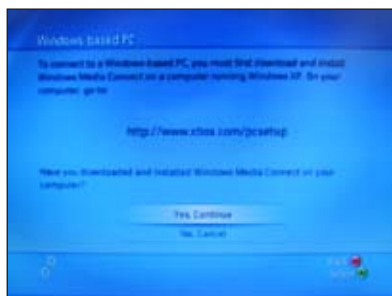 Windows based PC
To connect to a Windows-based PC, you must first download and install
Windows Media Connect on a computer running Windows XP. On your
computer, go to:
http://www.xbox.com/pcsetup
Have you downloaded and installed Windows Media Connect on your
computer?
Yes, Continue
No, Cancel
Back
Select